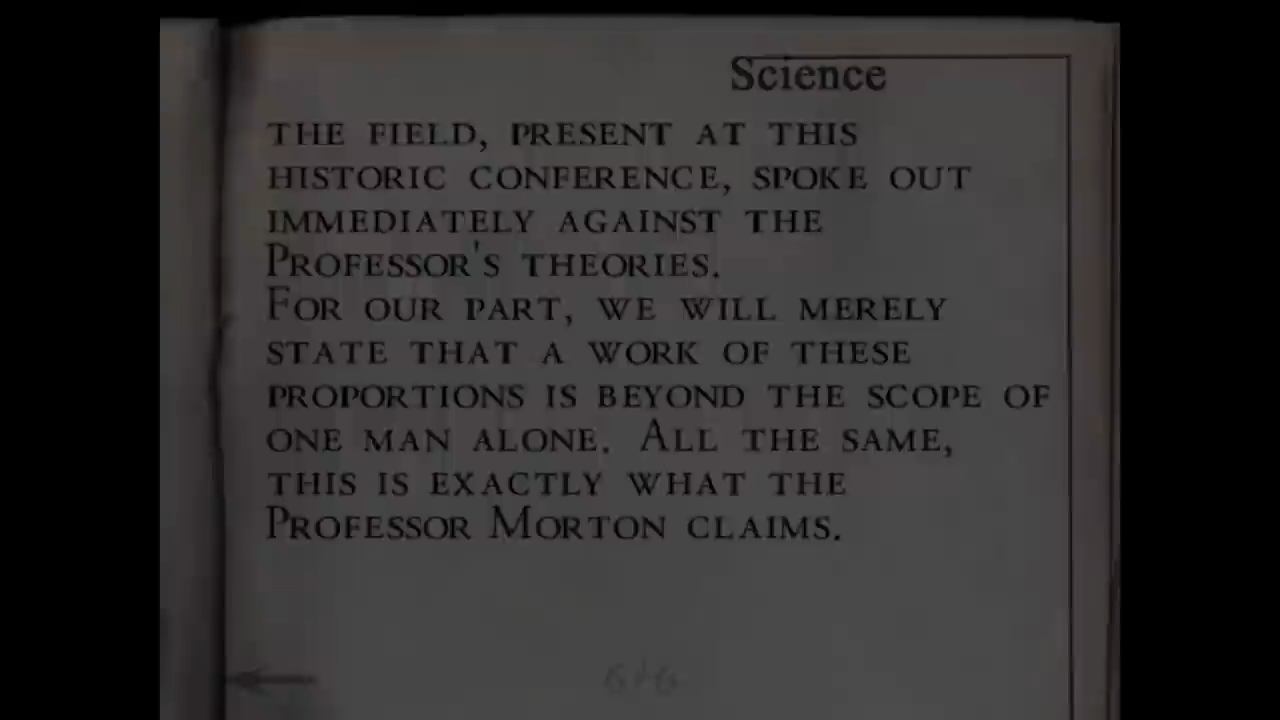 Science
THE FIELD, PRESENT AT THIS
HISTORIC CONFERENCE, SPOKE OUT
IMMEDIATELY AGAINST THE
PROFESSOR'S THEORIES.
FOR OUR PART, WE WILL MERELY
STATE THAT A WORK OF THESE
PROPORTIONS IS BEYOND THE SCOPE OF
ONE MAN ALONE. ALL THE SAME,
THIS IS EXACTLY WHAT THE
PROFESSOR MORTON CLAIMS.
6/6